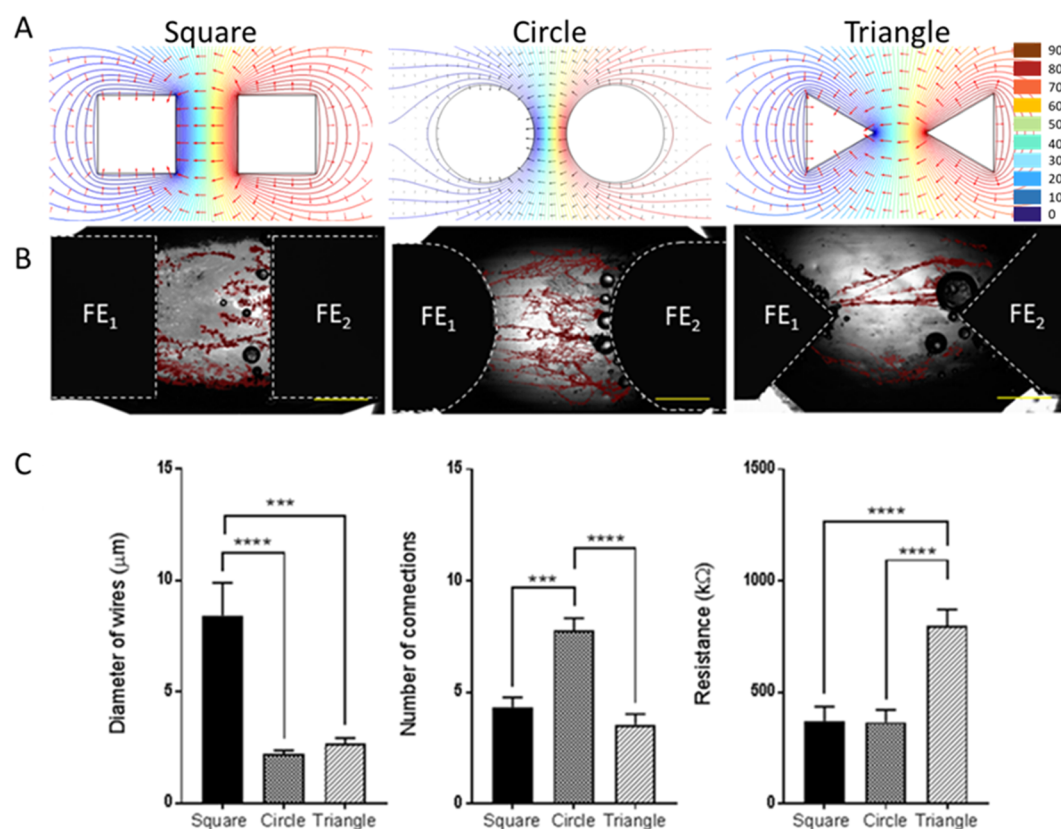 A
Square
Circle
Triangle
90
80
70
60
50
40
30
20
10
0
B
FE1
FE2
FE1
FE2
FE1
FE2
C
Diameter of wires (μm)
15
10
5
0
***
****
Square
Circle
Triangle
Number of connections
15
10
5
0
****
***
Square
Circle
Triangle
Resistance (kΩ)
1500
1000
500
0
****
****
Square
Circle
Triangle